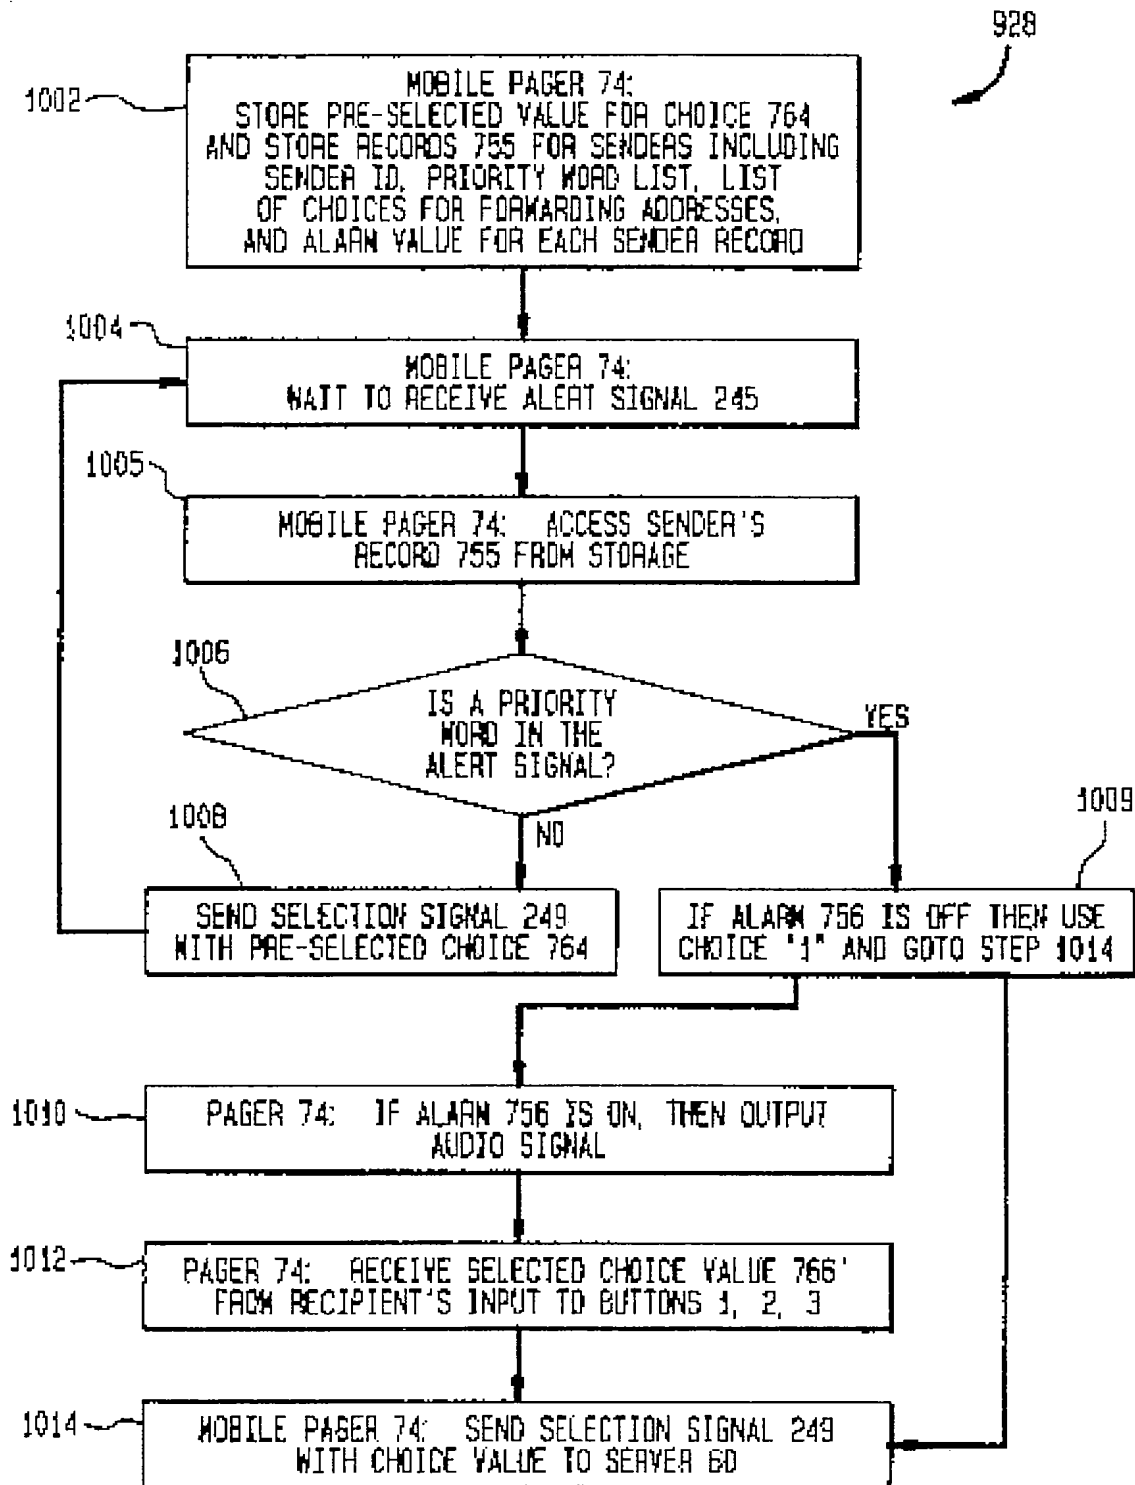 928
1002
MOBILE PAGER 74:
STORE PRE-SELECTED VALUE FOR CHOICE 764
AND STORE RECORDS 755 FOR SENDERS INCLUDING
SENDER ID, PRIORITY WORD LIST, LIST
OF CHOICES FOR FORWARDING ADDRESSES,
AND ALARM VALUE FOR EACH SENDER RECORD
1004
MOBILE PAGER 74:
WAIT TO RECEIVE ALERT SIGNAL 245
1005
MOBILE PAGER 74: ACCESS SENDER'S
RECORD 755 FROM STORAGE
1006
IS A PRIORITY
WORD IN THE
ALERT SIGNAL?
YES
NO
1008
SEND SELECTION SIGNAL 249
WITH PRE-SELECTED CHOICE 764
1009
IF ALARM 756 IS OFF THEN USE
CHOICE "1" AND GOTO STEP 1014
1010
PAGER 74: IF ALARM 756 IS ON, THEN OUTPUT
AUDIO SIGNAL
1012
PAGER 74: RECEIVE SELECTED CHOICE VALUE 766'
FROM RECIPIENT'S INPUT TO BUTTONS 1, 2, 3
1014
MOBILE PAGER 74: SEND SELECTION SIGNAL 249
WITH CHOICE VALUE TO SERVER 60